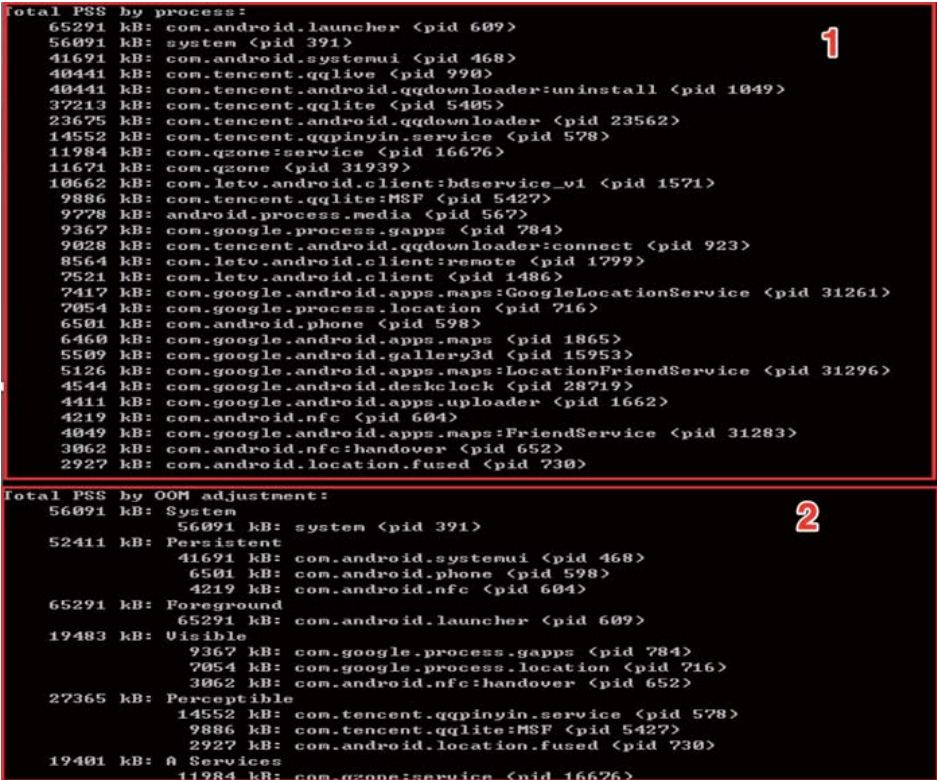 Total PSS by process:
65291 kB: com.android.launcher (pid 609)
56091 kB: system (pid 391)
41691 kB: com.android.systemui (pid 468)
40441 kB: com.tencent.qqlive (pid 990)
40441 kB: com.tencent.android.qqdownloader:uninstall (pid 1049)
37213 kB: com.tencent.qqlite (pid 5405)
23675 kB: com.tencent.android.qqdownloader (pid 23562)
14552 kB: com.tencent.qqpinyin.service (pid 578)
11984 kB: com.qzone:service (pid 16676)
11671 kB: com.qzone (pid 31939)
10662 kB: com.letv.android.client:bdservice_v1 (pid 1571)
9886 kB: com.tencent.qqlite:MSF (pid 5427)
9778 kB: android.process.media (pid 567)
9367 kB: com.google.process.gapps (pid 784)
9028 kB: com.tencent.android.qqdownloader:connect (pid 923)
8564 kB: com.letv.android.client:remote (pid 1799)
7521 kB: com.letv.android.client (pid 1486)
7417 kB: com.google.android.apps.maps:GoogleLocationService (pid 31261)
7054 kB: com.google.process.location (pid 716)
6501 kB: com.android.phone (pid 598)
6460 kB: com.google.android.apps.maps (pid 1865)
5509 kB: com.google.android.gallery3d (pid 15953)
5126 kB: com.google.android.apps.maps:LocationFriendService (pid 31296)
4544 kB: com.google.android.deskclock (pid 28719)
4411 kB: com.google.android.apps.uploader (pid 1662)
4219 kB: com.android.nfc (pid 604)
4049 kB: com.google.android.apps.maps:FriendService (pid 31283)
3062 kB: com.android.nfc:handover (pid 652)
2927 kB: com.android.location.fused (pid 730)
1
Total PSS by OOM adjustment:
56091 kB: System
56091 kB: system (pid 391)
52411 kB: Persistent
41691 kB: com.android.systemui (pid 468)
6501 kB: com.android.phone (pid 598)
4219 kB: com.android.nfc (pid 604)
65291 kB: Foreground
65291 kB: com.android.launcher (pid 609)
19483 kB: Visible
9367 kB: com.google.process.gapps (pid 784)
7054 kB: com.google.process.location (pid 716)
3062 kB: com.android.nfc:handover (pid 652)
27365 kB: Perceptible
14552 kB: com.tencent.qqpinyin.service (pid 578)
9886 kB: com.tencent.qqlite:MSF (pid 5427)
2927 kB: com.android.location.fused (pid 730)
19401 kB: A Services
11984 kB: com.qzone:service (pid 16676)
2